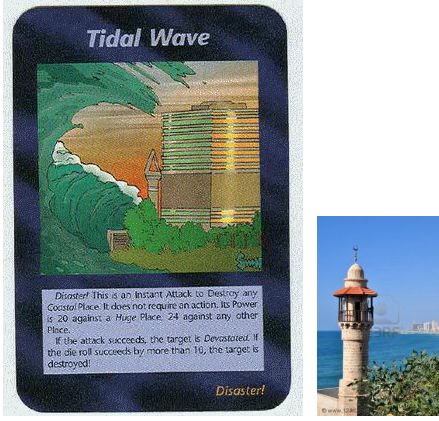 Tidal Wave
Disaster! This is an Instant Attack to Destroy any
Coastal Place. It does not require an action. Its Power
is 20 against a Huge Place, 24 against any other
Place.
If the attack succeeds, the target is Devastated. If
the die roll succeeds by more than 10, the target is
destroyed!
Disaster!
© www.